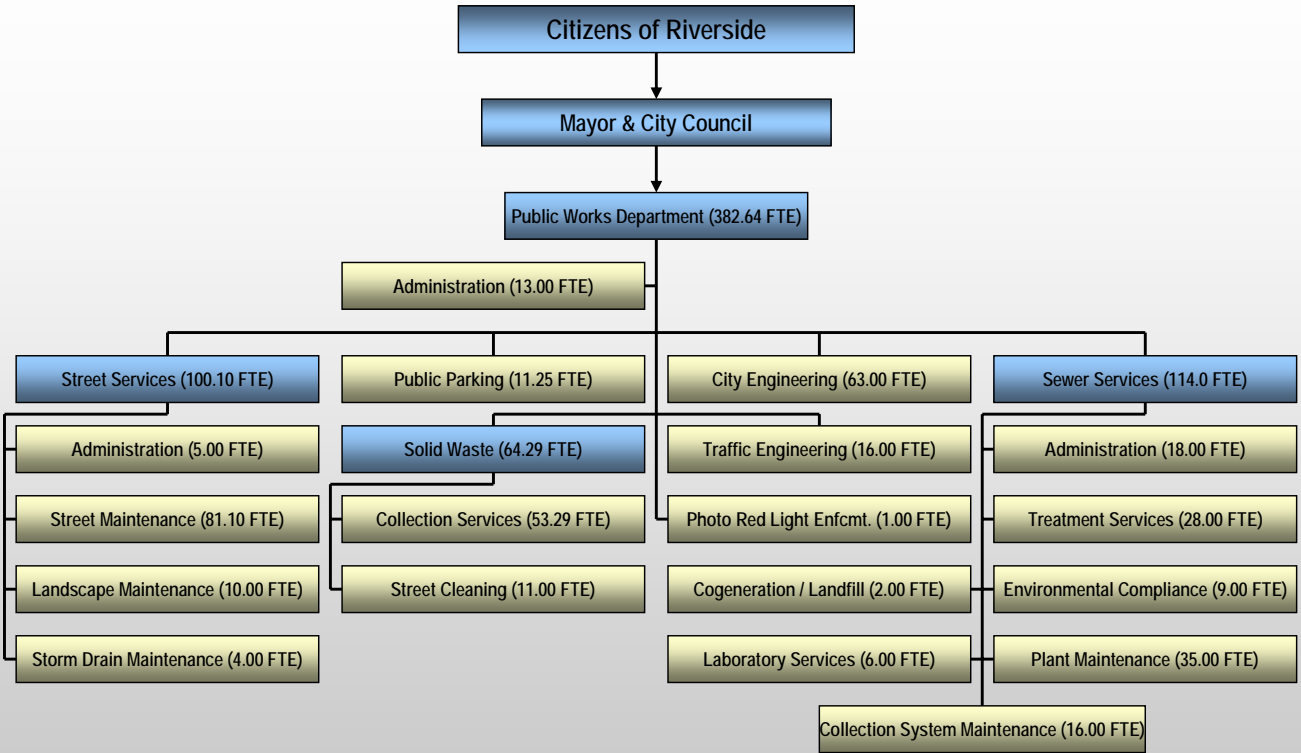 Citizens of Riverside
Mayor & City Council
Public Works Department (382.64 FTE)
Administration (13.00 FTE)
Street Services (100.10 FTE)
Public Parking (11.25 FTE)
City Engineering (63.00 FTE)
Sewer Services (114.0 FTE)
Administration (5.00 FTE)
Solid Waste (64.29 FTE)
Traffic Engineering (16.00 FTE)
Administration (18.00 FTE)
Street Maintenance (81.10 FTE)
Collection Services (53.29 FTE)
Photo Red Light Enfcmt. (1.00 FTE)
Treatment Services (28.00 FTE)
Landscape Maintenance (10.00 FTE)
Street Cleaning (11.00 FTE)
Cogeneration / Landfill (2.00 FTE)
Environmental Compliance (9.00 FTE)
Storm Drain Maintenance (4.00 FTE)
Laboratory Services (6.00 FTE)
Plant Maintenance (35.00 FTE)
Collection System Maintenance (16.00 FTE)